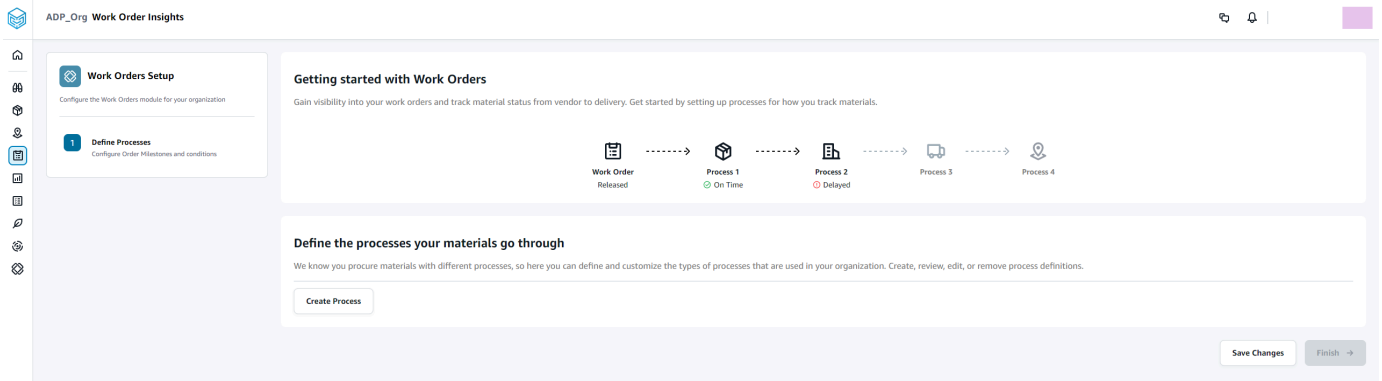 ADP_Org Work Order Insights
Work Orders Setup
Configure the Work Orders module for your organization
1
Define Processes
Configure Order Milestones and conditions
Getting started with Work Orders
Gain visibility into your work orders and track material status from vendor to delivery. Get started by setting up processes for how you track materials.
Work Order
Released
Process 1
On Time
Process 2
Delayed
Process 3
Process 4
Define the processes your materials go through
We know you procure materials with different processes, so here you can define and customize the types of processes that are used in your organization. Create, review, edit, or remove process definitions.
Create Process
Save Changes
Finish →